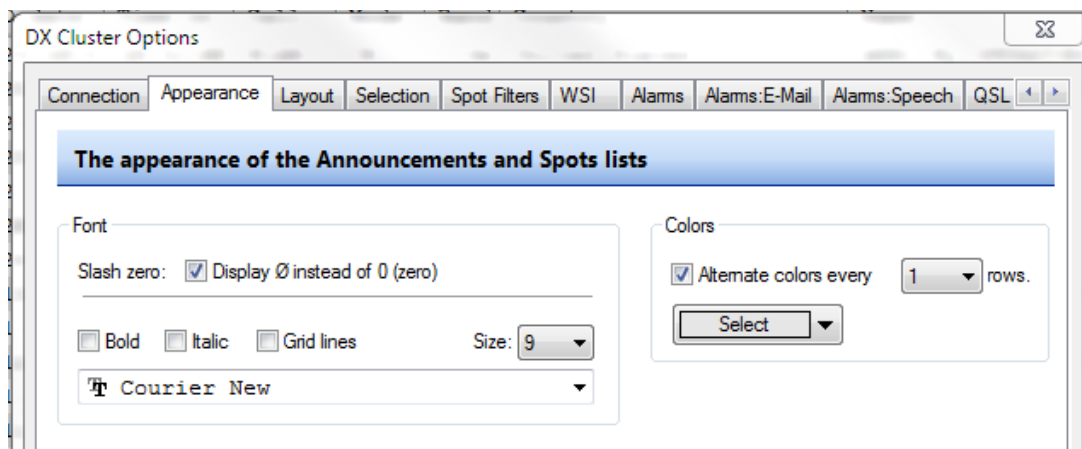 DX Cluster Options
Connection Appearance Layout Selection Spot Filters WSI Alarms Alarms:E-Mail Alarms:Speech QSL
The appearance of the Announcements and Spots lists
Font
Slash zero: Display Ø instead of 0 (zero)
Bold Italic Grid lines Size: 9
Courier New
Colors
Alternate colors every 1 rows.
Select